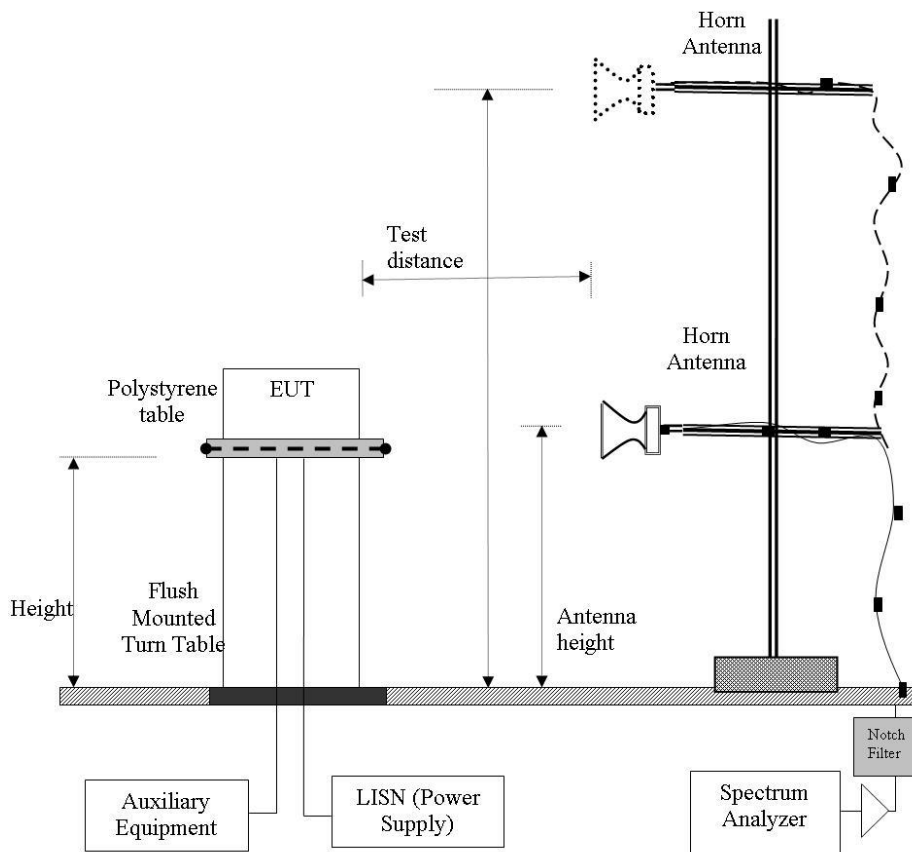 Horn
Antenna
Test
distance
Horn
Antenna
Polystyrene
table
EUT
Height
Flush
Mounted
Turn Table
Antenna
height
Notch
Filter
Auxiliary
Equipment
LISN (Power
Supply)
Spectrum
Analyzer